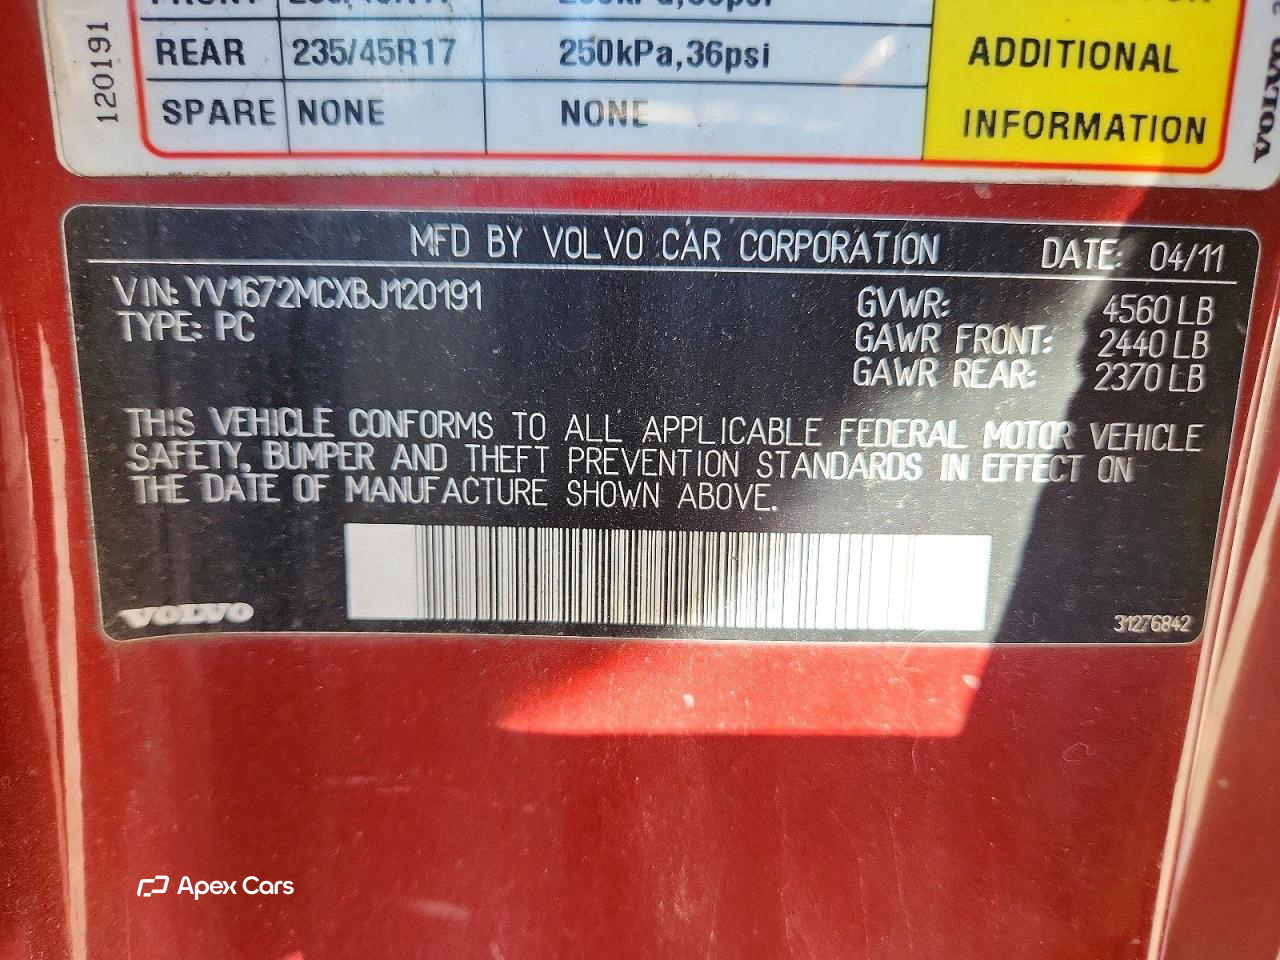 REAR 235/45R17 250kPa,36psi ADDITIONAL
SPARE NONE NONE INFORMATION
120191
VOLVO
MFD BY VOLVO CAR CORPORATION DATE: 04/11
VIN: YV1672MCXBJ120191 GVWR: 4560 LB
TYPE: PC GAWR FRONT: 2440 LB
GAWR REAR: 2370 LB
THIS VEHICLE CONFORMS TO ALL APPLICABLE FEDERAL MOTOR VEHICLE
SAFETY, BUMPER AND THEFT PREVENTION STANDARDS IN EFFECT ON
THE DATE OF MANUFACTURE SHOWN ABOVE.
VOLVO 31276842
Apex Cars